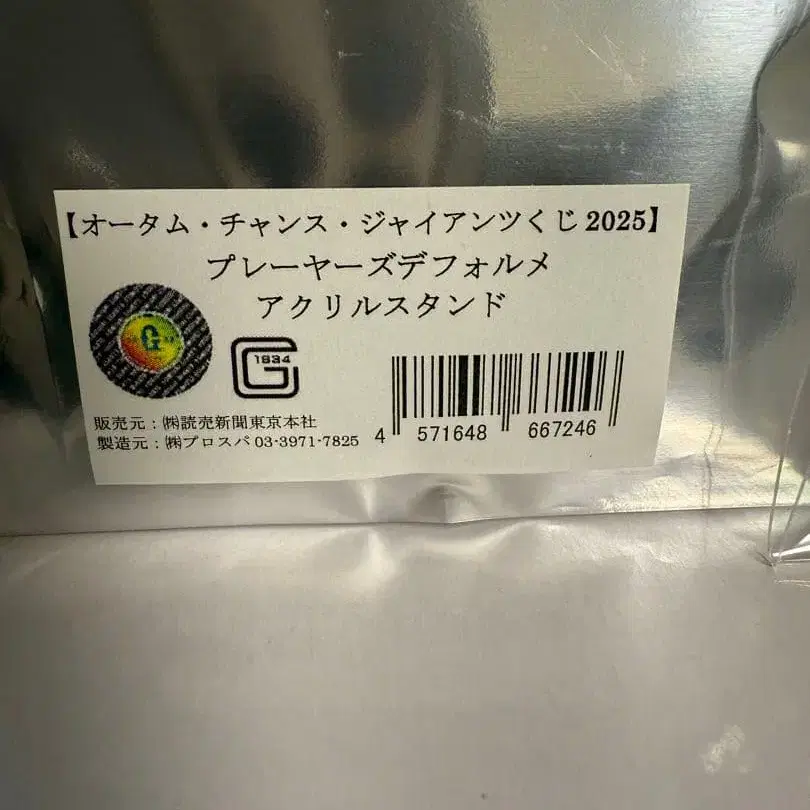 【オータム・チャンス・ジャイアンツくじ2025】
プレーヤーズデフォルメ
アクリルスタンド
G
1934
販売元：㈱読売新聞東京本社
製造元：㈱プロスパ 03-3971-7825
4 571648 667246